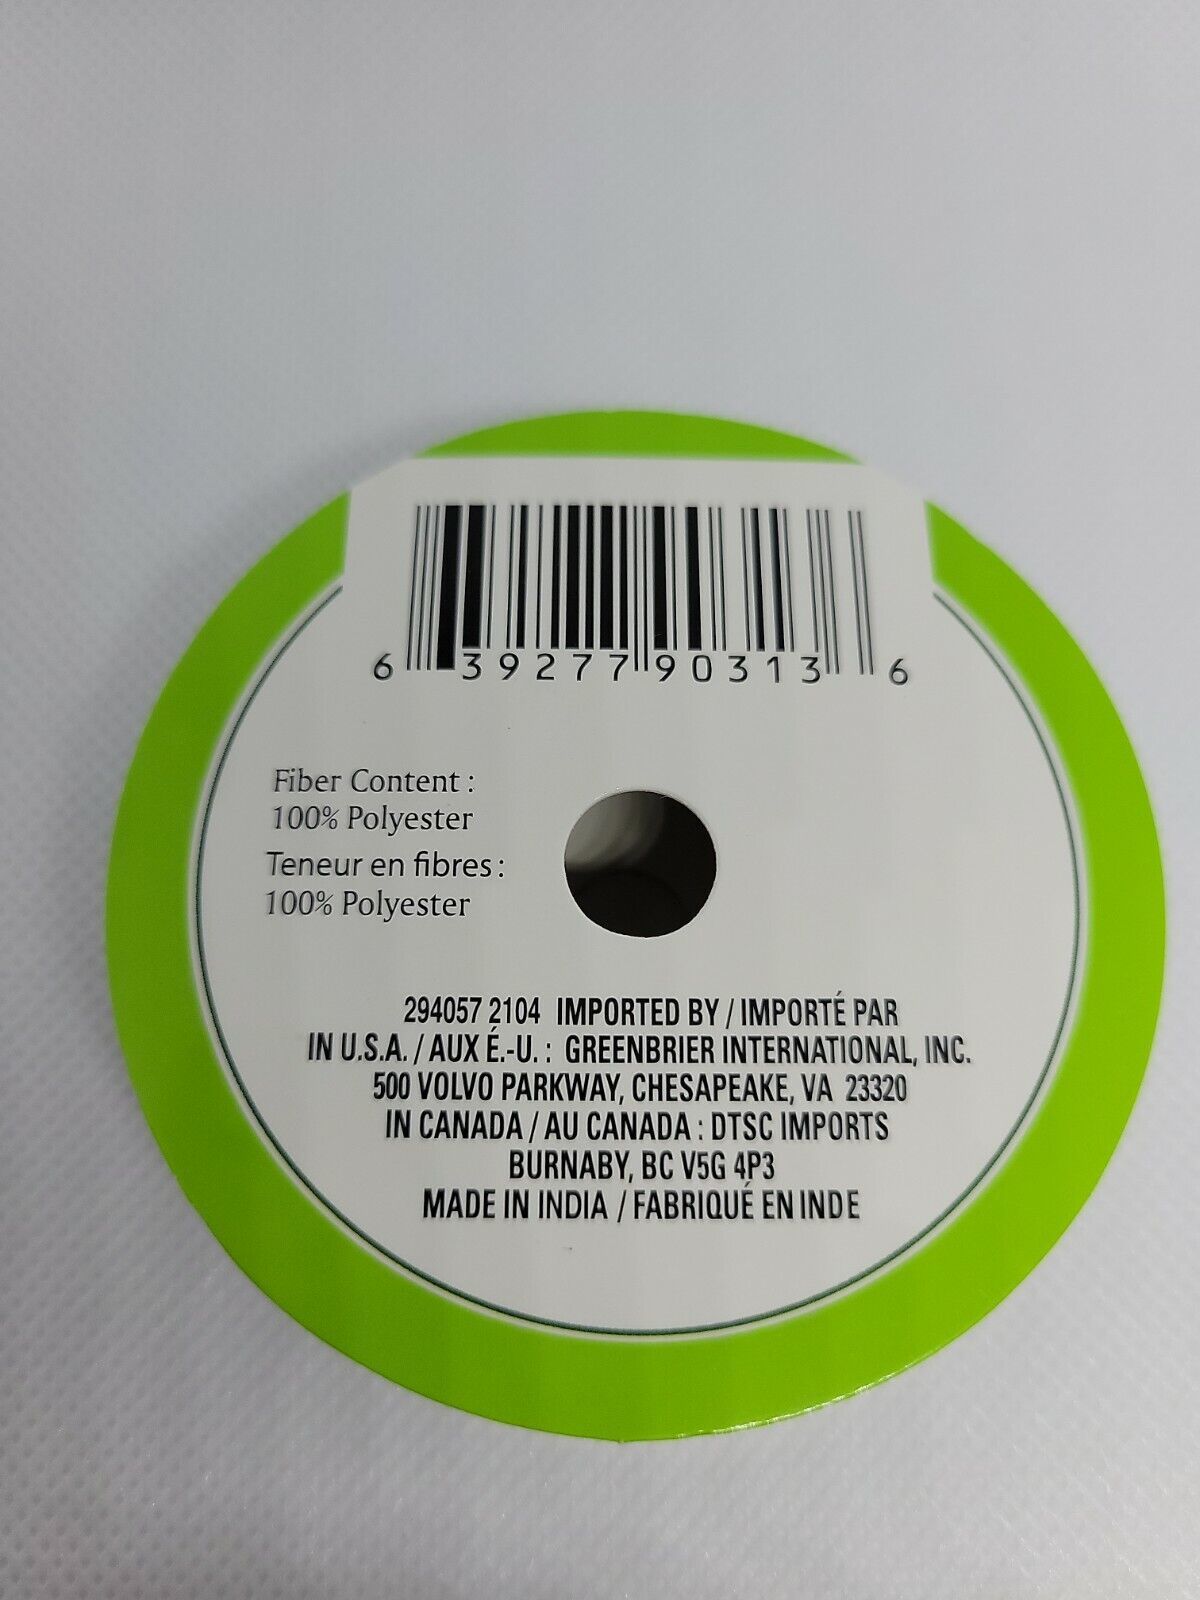 6 39277 90313 6
Fiber Content :
100% Polyester
Teneur en fibres :
100% Polyester
294057 2104 IMPORTED BY / IMPORTÉ PAR
IN U.S.A. / AUX É.-U. : GREENBRIER INTERNATIONAL, INC.
500 VOLVO PARKWAY, CHESAPEAKE, VA 23320
IN CANADA / AU CANADA : DTSC IMPORTS
BURNABY, BC V5G 4P3
MADE IN INDIA / FABRIQUÉ EN INDE